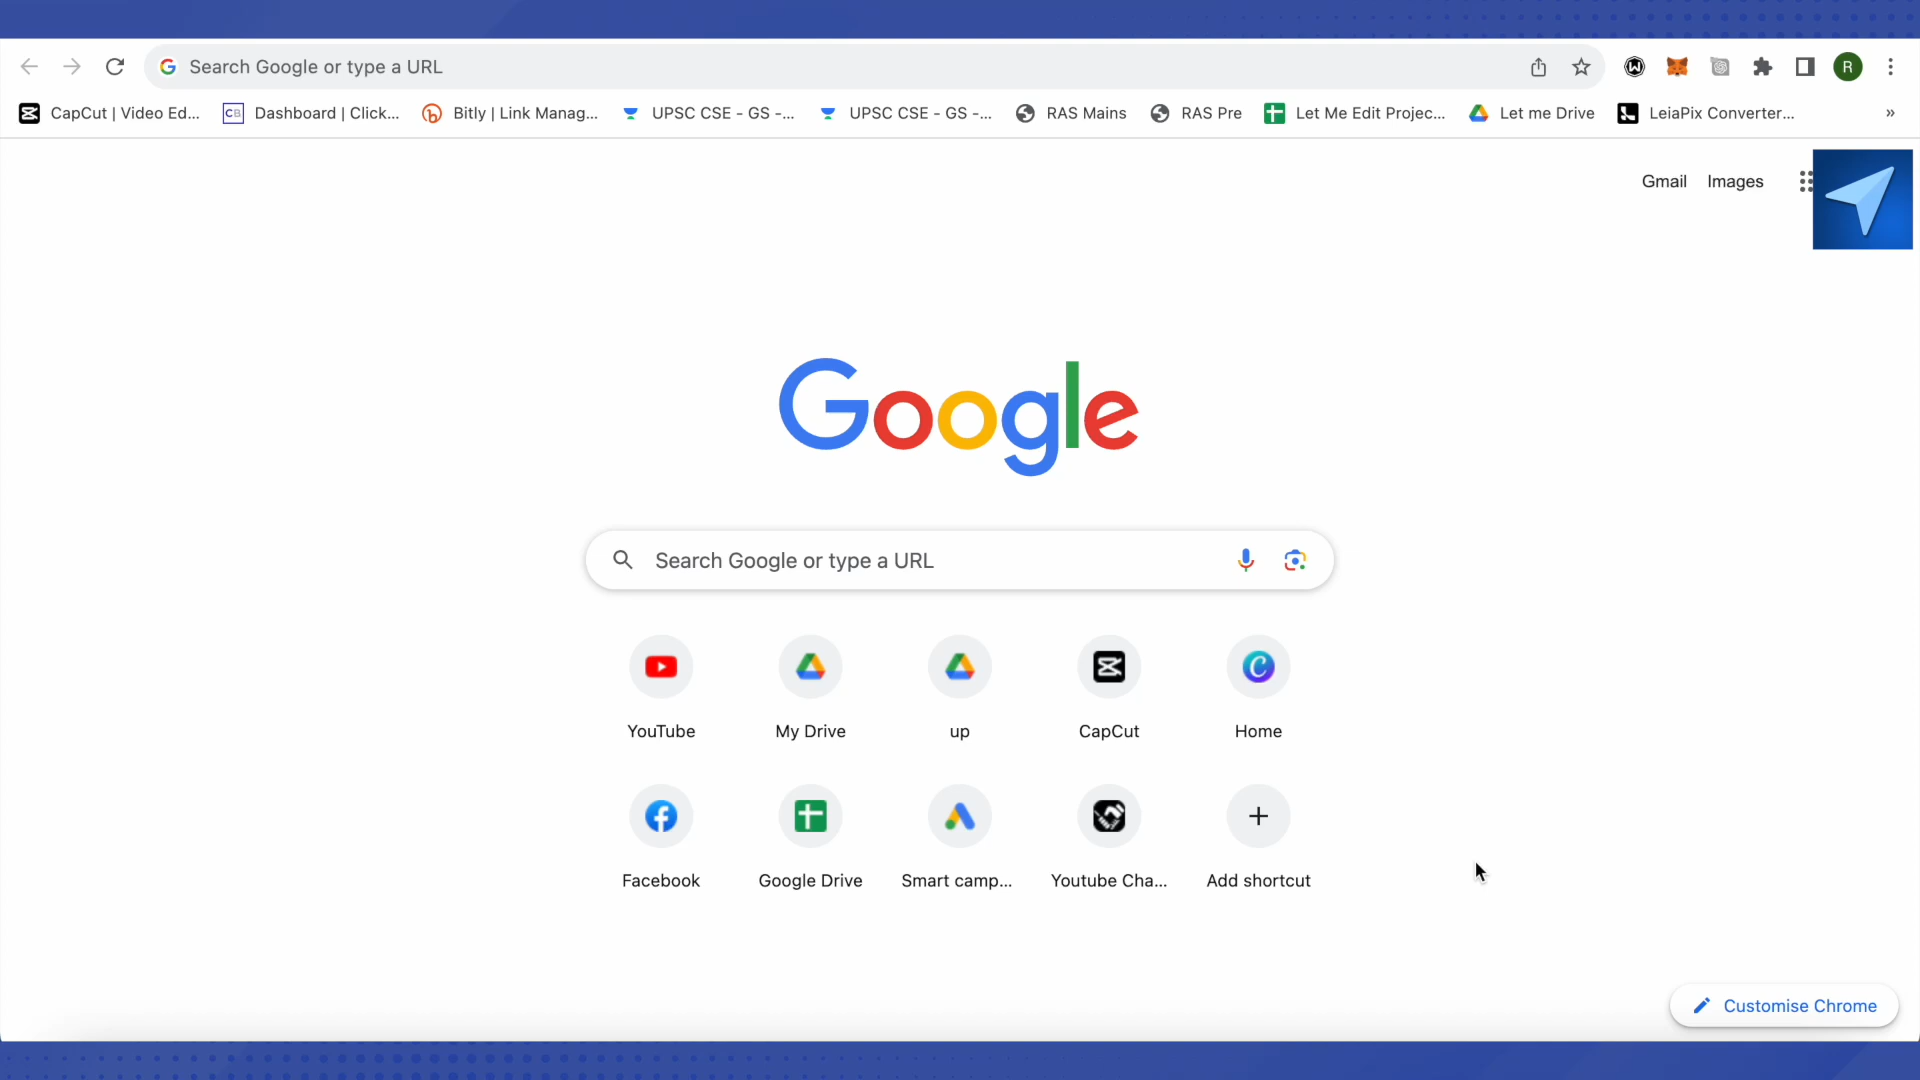 Search Google or type a URL
R
CapCut | Video Ed...
CB
Dashboard | Click...
Bitly | Link Manag...
UPSC CSE - GS -...
UPSC CSE - GS -...
RAS Mains
RAS Pre
Let Me Edit Projec...
Let me Drive
LeiaPix Converter...
»
Gmail
Images
Google
Search Google or type a URL
YouTube
My Drive
up
CapCut
Home
Facebook
Google Drive
Smart camp...
Youtube Cha...
Add shortcut
Customise Chrome